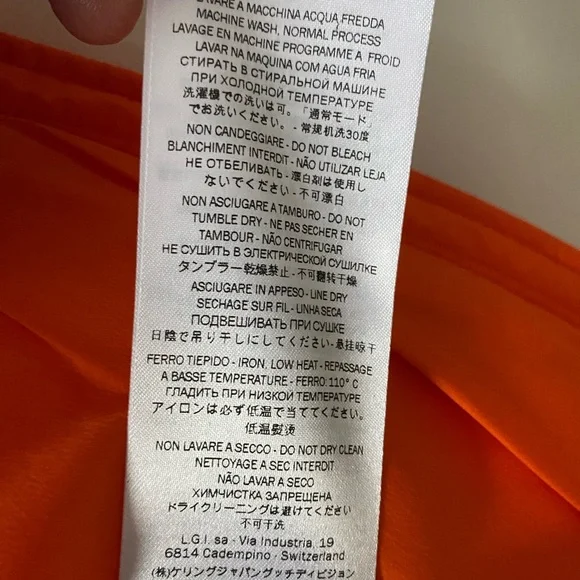 LAVARE A MACCHINA ACQUA FREDDA
MACHINE WASH, NORMAL PROCESS
LAVAGE EN MACHINE PROGRAMME A FROID
LAVAR NA MAQUINA COM AGUA FRIA
СТИРАТЬ В СТИРАЛЬНОЙ МАШИНЕ
ПРИ ХОЛОДНОЙ ТЕМПЕРАТУРЕ
洗濯機での洗いは可。「通常モード」
でお洗いください。 - 常规机洗30度
NON CANDEGGIARE - DO NOT BLEACH
BLANCHIMENT INTERDIT - NÃO UTILIZAR LEJA
НЕ ОТБЕЛИВАТЬ - 漂白剤は使用し
ないでください - 不可漂白
NON ASCIUGARE A TAMBURO - DO NOT
TUMBLE DRY - NE PAS SECHER EN
TAMBOUR - NÃO CENTRIFUGAR
НЕ СУШИТЬ В ЭЛЕКТРИЧЕСКОЙ СУШИЛКЕ
タンブラー乾燥禁止 - 不可翻转干燥
ASCIUGARE IN APPESO - LINE DRY
SECHAGE SUR FIL - LINHA SECA
ПОДВЕШИВАТЬ ПРИ СУШКЕ
日陰で吊り干しにしてください - 悬挂晾干
FERRO TIEPIDO - IRON, LOW HEAT - REPASSAGE
A BASSE TEMPERATURE - FERRO: 110° C
ГЛАДИТЬ ПРИ НИЗКОЙ ТЕМПЕРАТУРЕ
アイロンは必ず低温で当ててください。
低温熨烫
NON LAVARE A SECCO - DO NOT DRY CLEAN
NETTOYAGE A SEC INTERDIT
NÃO LAVAR A SECO
ХИМЧИСТКА ЗАПРЕЩЕНА
ドライクリーニングは避けてください
不可干洗
L.G.I. sa - Via Industria, 19
6814 Cadempino - Switzerland
(株)ケリングジャパングッチディビジョン